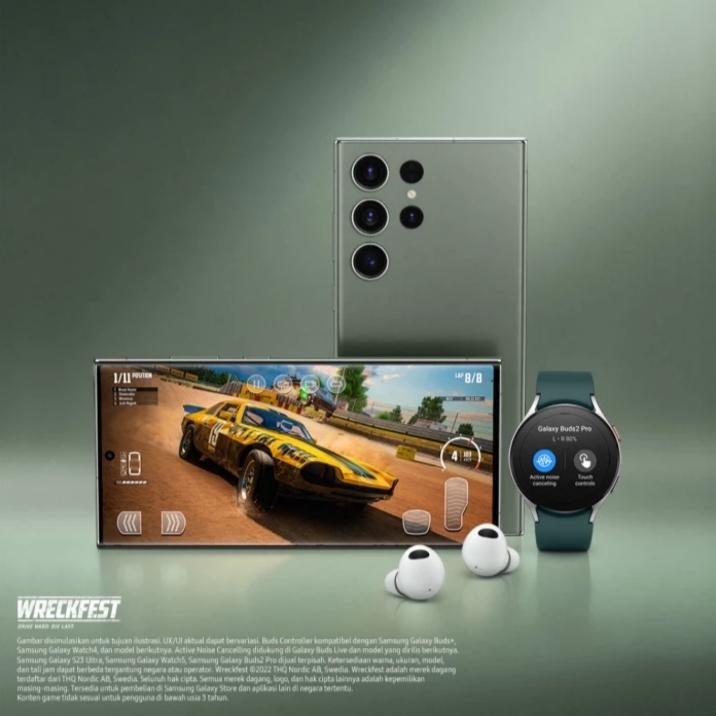 1/11 POSITION
LAP 8/8
4
Galaxy Buds2 Pro
L - R 80%
Active noise
canceling
Touch
controls
WRECKFEST
DRIVE HARD. DIE LAST.
Gambar disimulasikan untuk tujuan ilustrasi. UX/UI aktual dapat bervariasi. Buds Controller kompatibel dengan Samsung Galaxy Buds+,
Samsung Galaxy Watch4, dan model berikutnya. Active Noise Cancelling didukung di Galaxy Buds Live dan model yang dirilis berikutnya.
Samsung Galaxy S23 Ultra, Samsung Galaxy Watch5, Samsung Galaxy Buds2 Pro dijual terpisah. Ketersediaan warna, ukuran, model,
dan tali jam dapat berbeda tergantung negara atau operator. Wreckfest ©2022 THQ Nordic AB, Swedia. Wreckfest adalah merek dagang
terdaftar dari THQ Nordic AB, Swedia. Seluruh hak cipta. Semua merek dagang, logo, dan hak cipta lainnya adalah kepemilikan
masing-masing. Tersedia untuk pembelian di Samsung Galaxy Store dan aplikasi lain di negara tertentu.
Konten game tidak sesuai untuk pengguna di bawah usia 3 tahun.